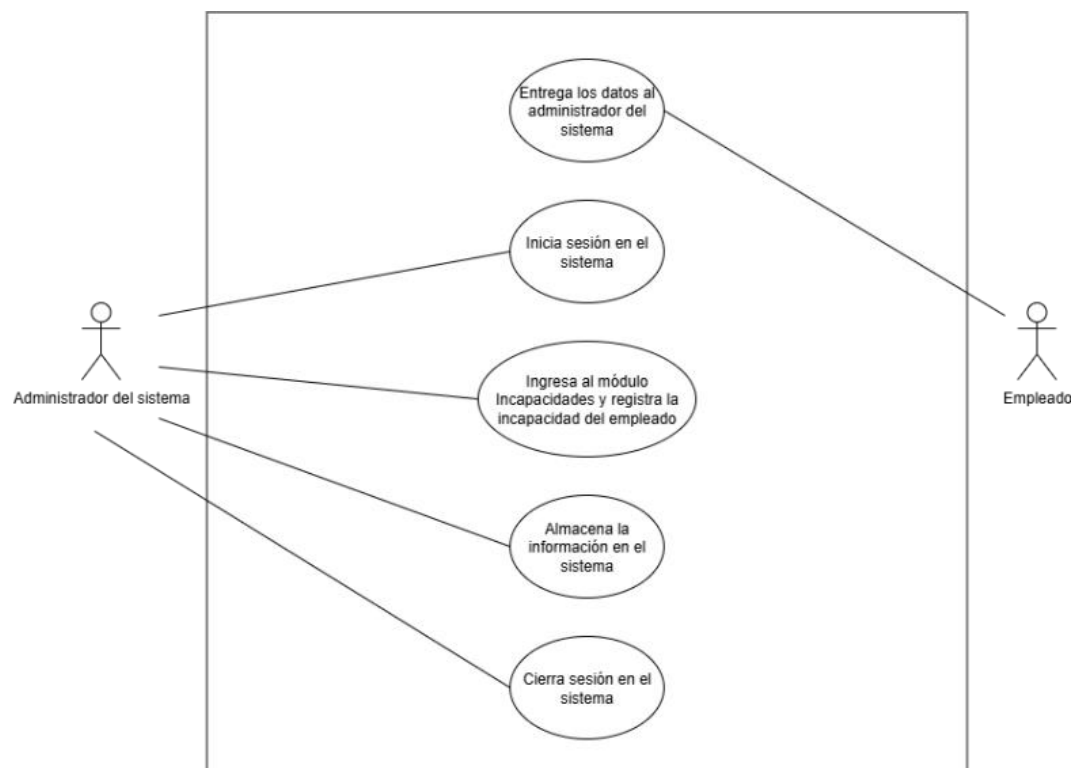 Entrega los datos al
administrador del
sistema
Inicia sesión en el
sistema
Administrador del sistema
Ingresa al módulo
Incapacidades y registra la
incapacidad del empleado
Empleado
Almacena la
información en el
sistema
Cierra sesión en el
sistema